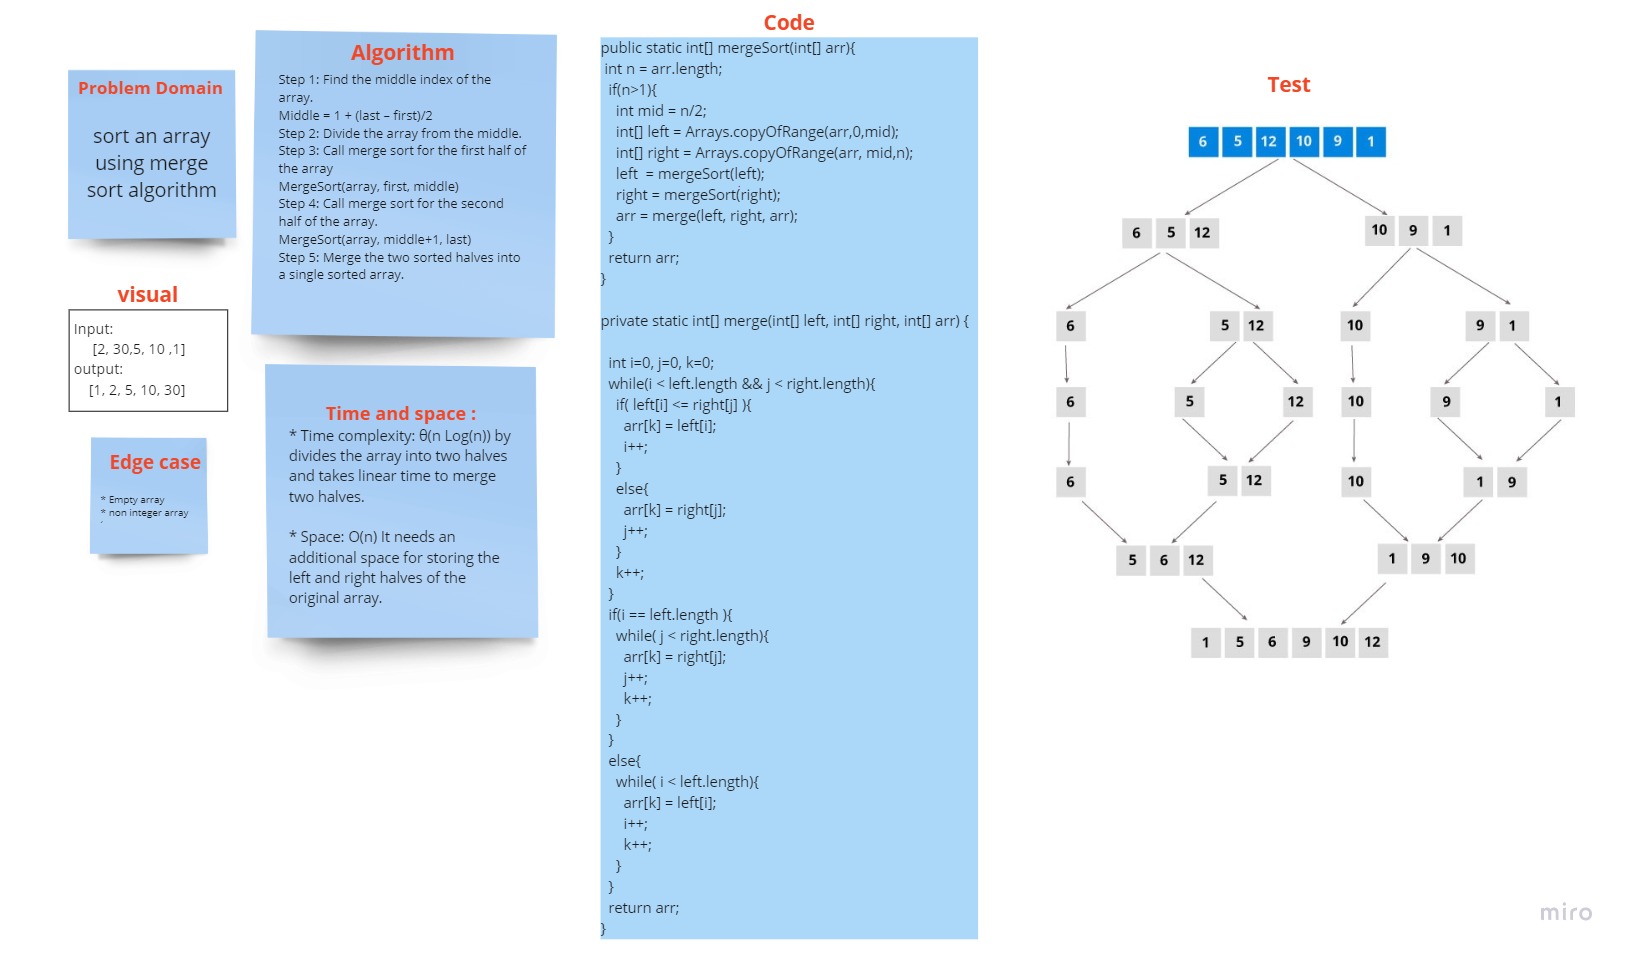 Problem Domain
sort an array
using merge
sort algorithm
visual
Input:
[2, 30,5, 10 ,1]
output:
[1, 2, 5, 10, 30]
Edge case
* Empty array
* non integer array
Algorithm
Step 1: Find the middle index of the
array.
Middle = 1 + (last – first)/2
Step 2: Divide the array from the middle.
Step 3: Call merge sort for the first half of
the array
MergeSort(array, first, middle)
Step 4: Call merge sort for the second
half of the array.
MergeSort(array, middle+1, last)
Step 5: Merge the two sorted halves into
a single sorted array.
Time and space :
* Time complexity: θ(n Log(n)) by
divides the array into two halves
and takes linear time to merge
two halves.
* Space: O(n) It needs an
additional space for storing the
left and right halves of the
original array.
Code
public static int[] mergeSort(int[] arr){
int n = arr.length;
if(n>1){
int mid = n/2;
int[] left = Arrays.copyOfRange(arr,0,mid);
int[] right = Arrays.copyOfRange(arr, mid,n);
left  = mergeSort(left);
right = mergeSort(right);
arr = merge(left, right, arr);
}
return arr;
}
private static int[] merge(int[] left, int[] right, int[] arr) {
int i=0, j=0, k=0;
while(i < left.length && j < right.length){
if( left[i] <= right[j] ){
arr[k] = left[i];
i++;
}
else{
arr[k] = right[j];
j++;
}
k++;
}
if(i == left.length ){
while( j < right.length){
arr[k] = right[j];
j++;
k++;
}
}
else{
while( i < left.length){
arr[k] = left[i];
i++;
k++;
}
}
return arr;
}
Test
6 5 12 10 9 1
6 5 12 10 9 1
6 5 12 10 9 1
6 5 12 10 9 1
6 5 12 10 1 9
5 6 12 1 9 10
1 5 6 9 10 12
miro